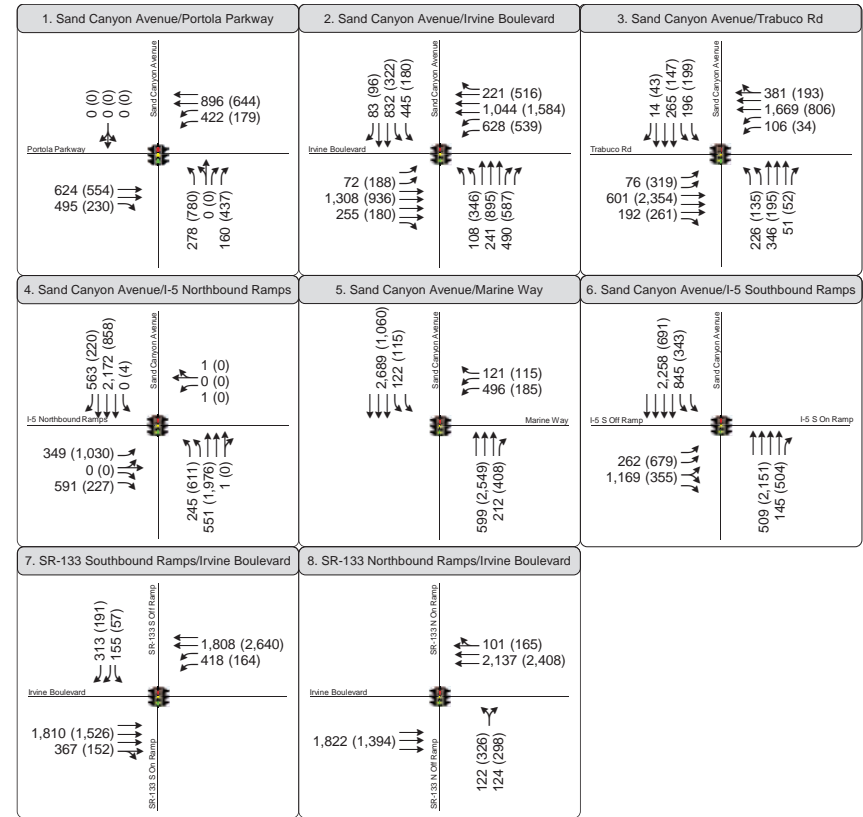 1. Sand Canyon Avenue/Portola Parkway
0 (0)
0 (0)
0 (0)
Sand Canyon Avenue
896 (644)
422 (179)
Portola Parkway
624 (554)
495 (230)
278 (780)
0 (0)
160 (437)
2. Sand Canyon Avenue/Irvine Boulevard
83 (96)
832 (322)
445 (180)
Sand Canyon Avenue
221 (516)
1,044 (1,584)
628 (539)
Irvine Boulevard
72 (188)
1,308 (936)
255 (180)
108 (346)
241 (895)
490 (587)
3. Sand Canyon Avenue/Trabuco Rd
14 (43)
265 (147)
196 (199)
Sand Canyon Avenue
381 (193)
1,669 (806)
106 (34)
Trabuco Rd
76 (319)
601 (2,354)
192 (261)
226 (135)
346 (195)
51 (52)
4. Sand Canyon Avenue/I-5 Northbound Ramps
563 (220)
2,172 (858)
0 (4)
Sand Canyon Avenue
1 (0)
0 (0)
1 (0)
I-5 Northbound Ramps
349 (1,030)
0 (0)
591 (227)
245 (611)
551 (1,976)
1 (0)
5. Sand Canyon Avenue/Marine Way
2,689 (1,060)
122 (115)
Sand Canyon Avenue
121 (115)
496 (185)
Marine Way
599 (2,549)
212 (408)
6. Sand Canyon Avenue/I-5 Southbound Ramps
2,258 (691)
845 (343)
Sand Canyon Avenue
I-5 S Off Ramp
I-5 S On Ramp
262 (679)
1,169 (355)
509 (2,151)
145 (504)
7. SR-133 Southbound Ramps/Irvine Boulevard
313 (191)
155 (57)
SR-133 S Off Ramp
1,808 (2,640)
418 (164)
Irvine Boulevard
1,810 (1,526)
367 (152)
SR-133 S On Ramp
8. SR-133 Northbound Ramps/Irvine Boulevard
SR-133 N On Ramp
101 (165)
2,137 (2,408)
Irvine Boulevard
1,822 (1,394)
SR-133 N Off Ramp
122 (326)
124 (298)